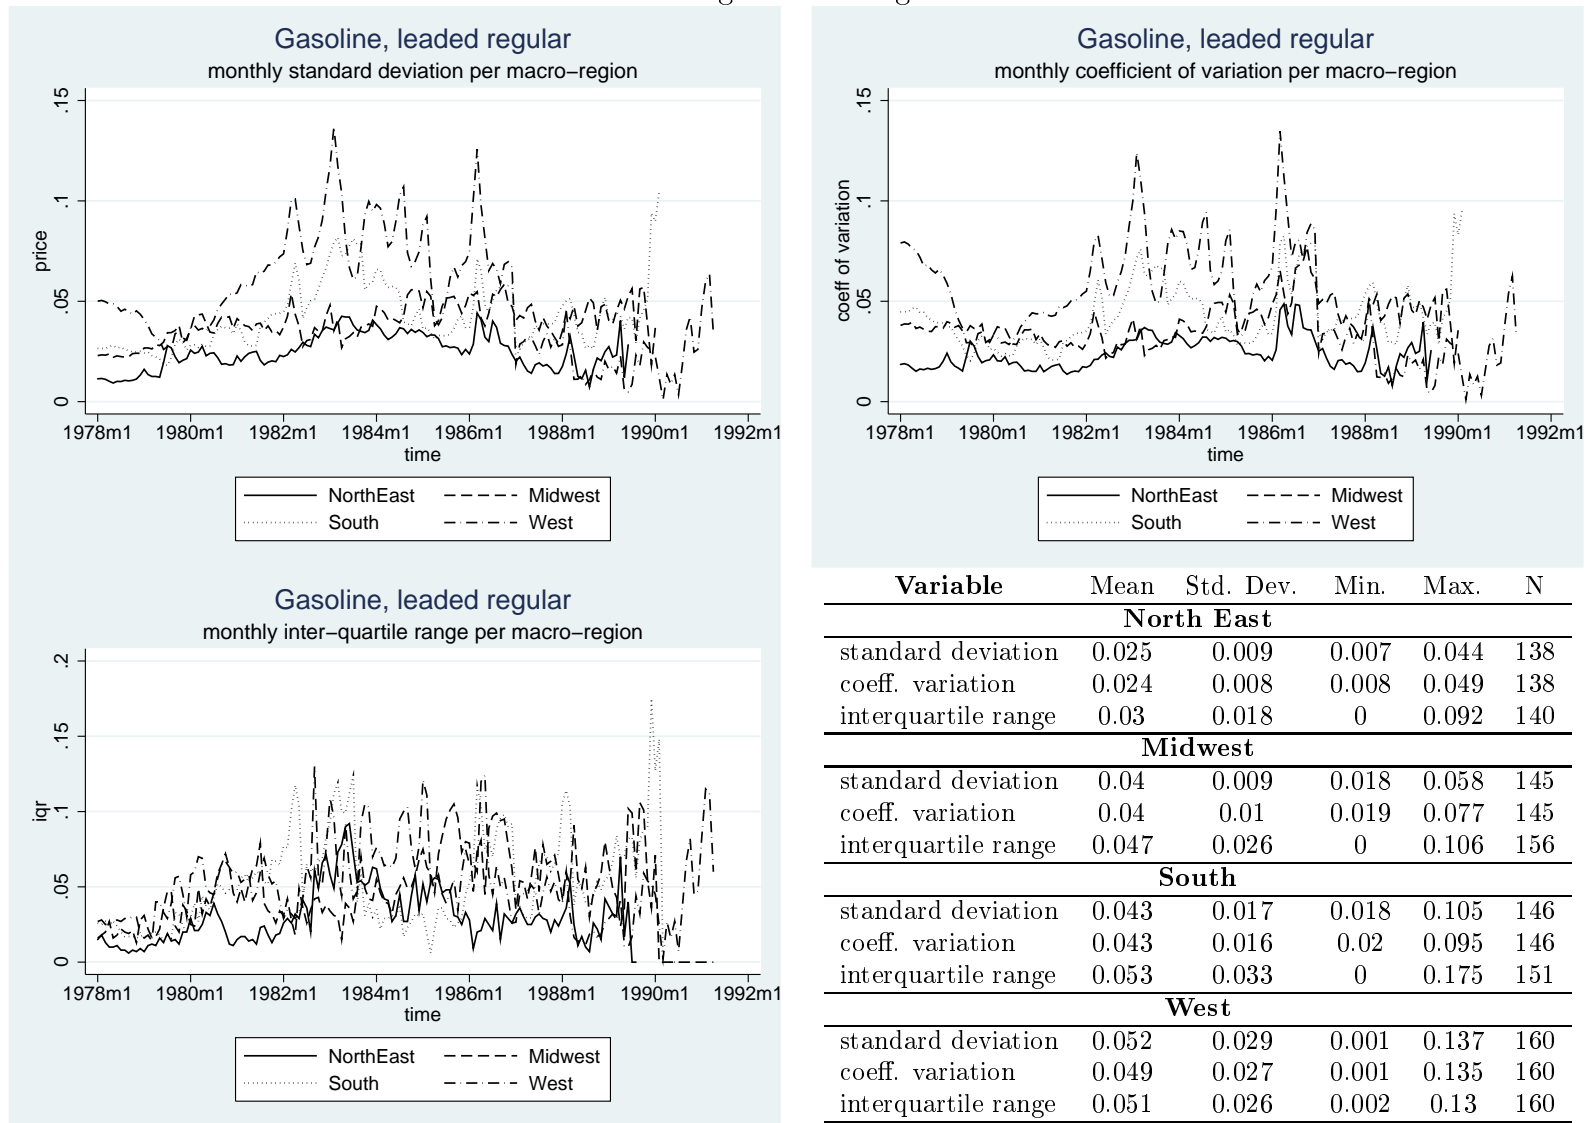 Gasoline, leaded regular
monthly standard deviation per macro−region
.15
.1
.05
0
price
1978m1 1980m1 1982m1 1984m1 1986m1 1988m1 1990m1 1992m1
time
NorthEast Midwest
South West
Gasoline, leaded regular
monthly coefficient of variation per macro−region
.15
.1
.05
0
coeff of variation
1978m1 1980m1 1982m1 1984m1 1986m1 1988m1 1990m1 1992m1
time
NorthEast Midwest
South West
Gasoline, leaded regular
monthly inter−quartile range per macro−region
.2
.15
.1
.05
0
iqr
1978m1 1980m1 1982m1 1984m1 1986m1 1988m1 1990m1 1992m1
time
NorthEast Midwest
South West
Variable Mean Std. Dev. Min. Max. N
North East
standard deviation 0.025 0.009 0.007 0.044 138
coeff. variation 0.024 0.008 0.008 0.049 138
interquartile range 0.03 0.018 0 0.092 140
Midwest
standard deviation 0.04 0.009 0.018 0.058 145
coeff. variation 0.04 0.01 0.019 0.077 145
interquartile range 0.047 0.026 0 0.106 156
South
standard deviation 0.043 0.017 0.018 0.105 146
coeff. variation 0.043 0.016 0.02 0.095 146
interquartile range 0.053 0.033 0 0.175 151
West
standard deviation 0.052 0.029 0.001 0.137 160
coeff. variation 0.049 0.027 0.001 0.135 160
interquartile range 0.051 0.026 0.002 0.13 160